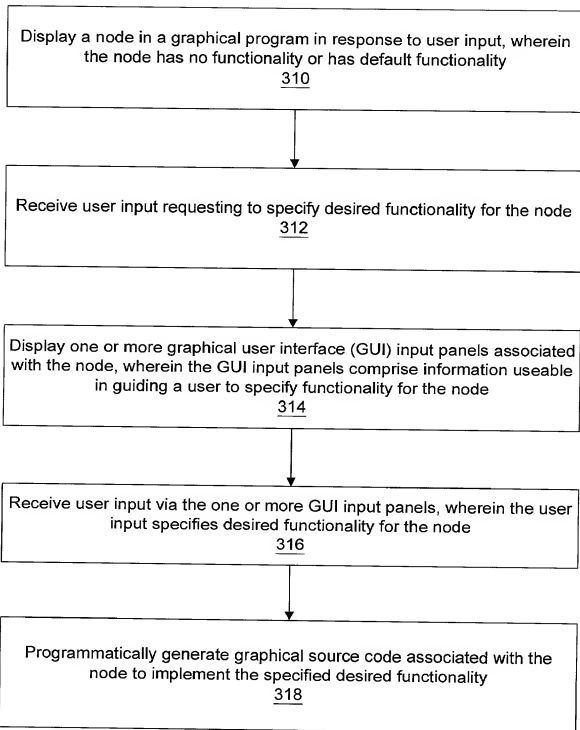 Display a node in a graphical program in response to user input, wherein
the node has no functionality or has default functionality
310
Receive user input requesting to specify desired functionality for the node
312
Display one or more graphical user interface (GUI) input panels associated
with the node, wherein the GUI input panels comprise information useable
in guiding a user to specify functionality for the node
314
Receive user input via the one or more GUI input panels, wherein the user
input specifies desired functionality for the node
316
Programmatically generate graphical source code associated with the
node to implement the specified desired functionality
318